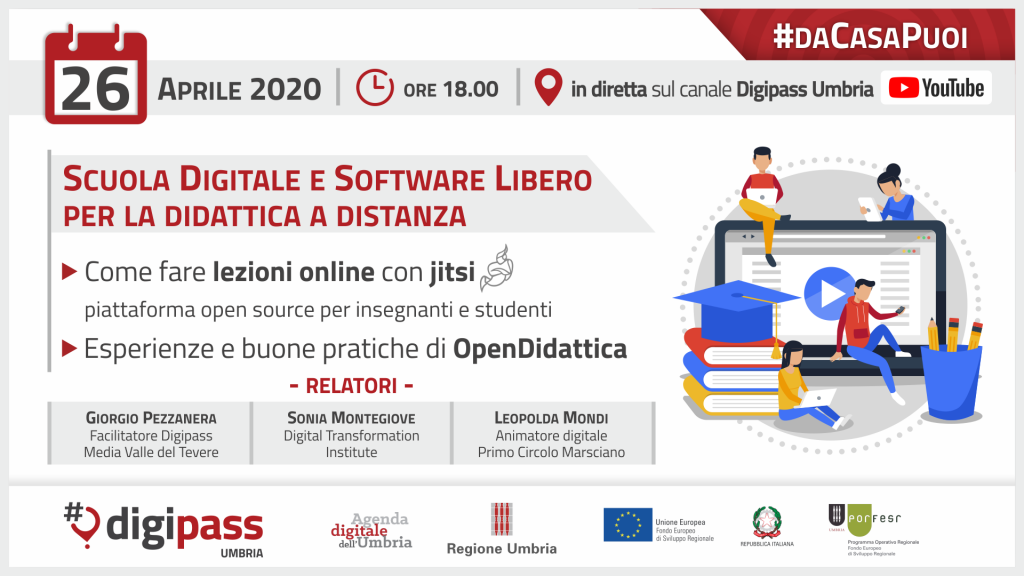 #DACASAPUOI
26 APRILE 2020 ORE 18.00 in diretta sul canale Digipass Umbria YouTube
SCUOLA DIGITALE E SOFTWARE LIBERO
PER LA DIDATTICA A DISTANZA
Come fare lezioni online con jitsi
piattaforma open source per insegnanti e studenti
Esperienze e buone pratiche di OpenDidattica
- RELATORI -
GIORGIO PEZZANERA
Facilitatore Digipass
Media Valle del Tevere
SONIA MONTEGIOVE
Digital Transformation
Institute
LEOPOLDA MONDI
Animatore digitale
Primo Circolo Marsciano
# digipass
UMBRIA
Agenda
digitale
dell'Umbria
Regione Umbria
Unione Europea
Fondo Europeo
di Sviluppo Regionale
REPUBBLICA ITALIANA
UMBRIA
porfesr
Programma Operativo Regionale
Fondo Europeo
di Sviluppo Regionale